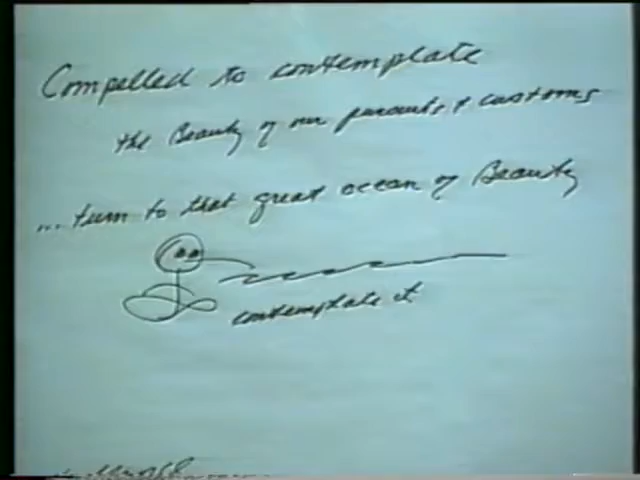 Compelled to contemplate
the Beauty of our pursuits & customs
... turn to that great ocean of Beauty
contemplate it